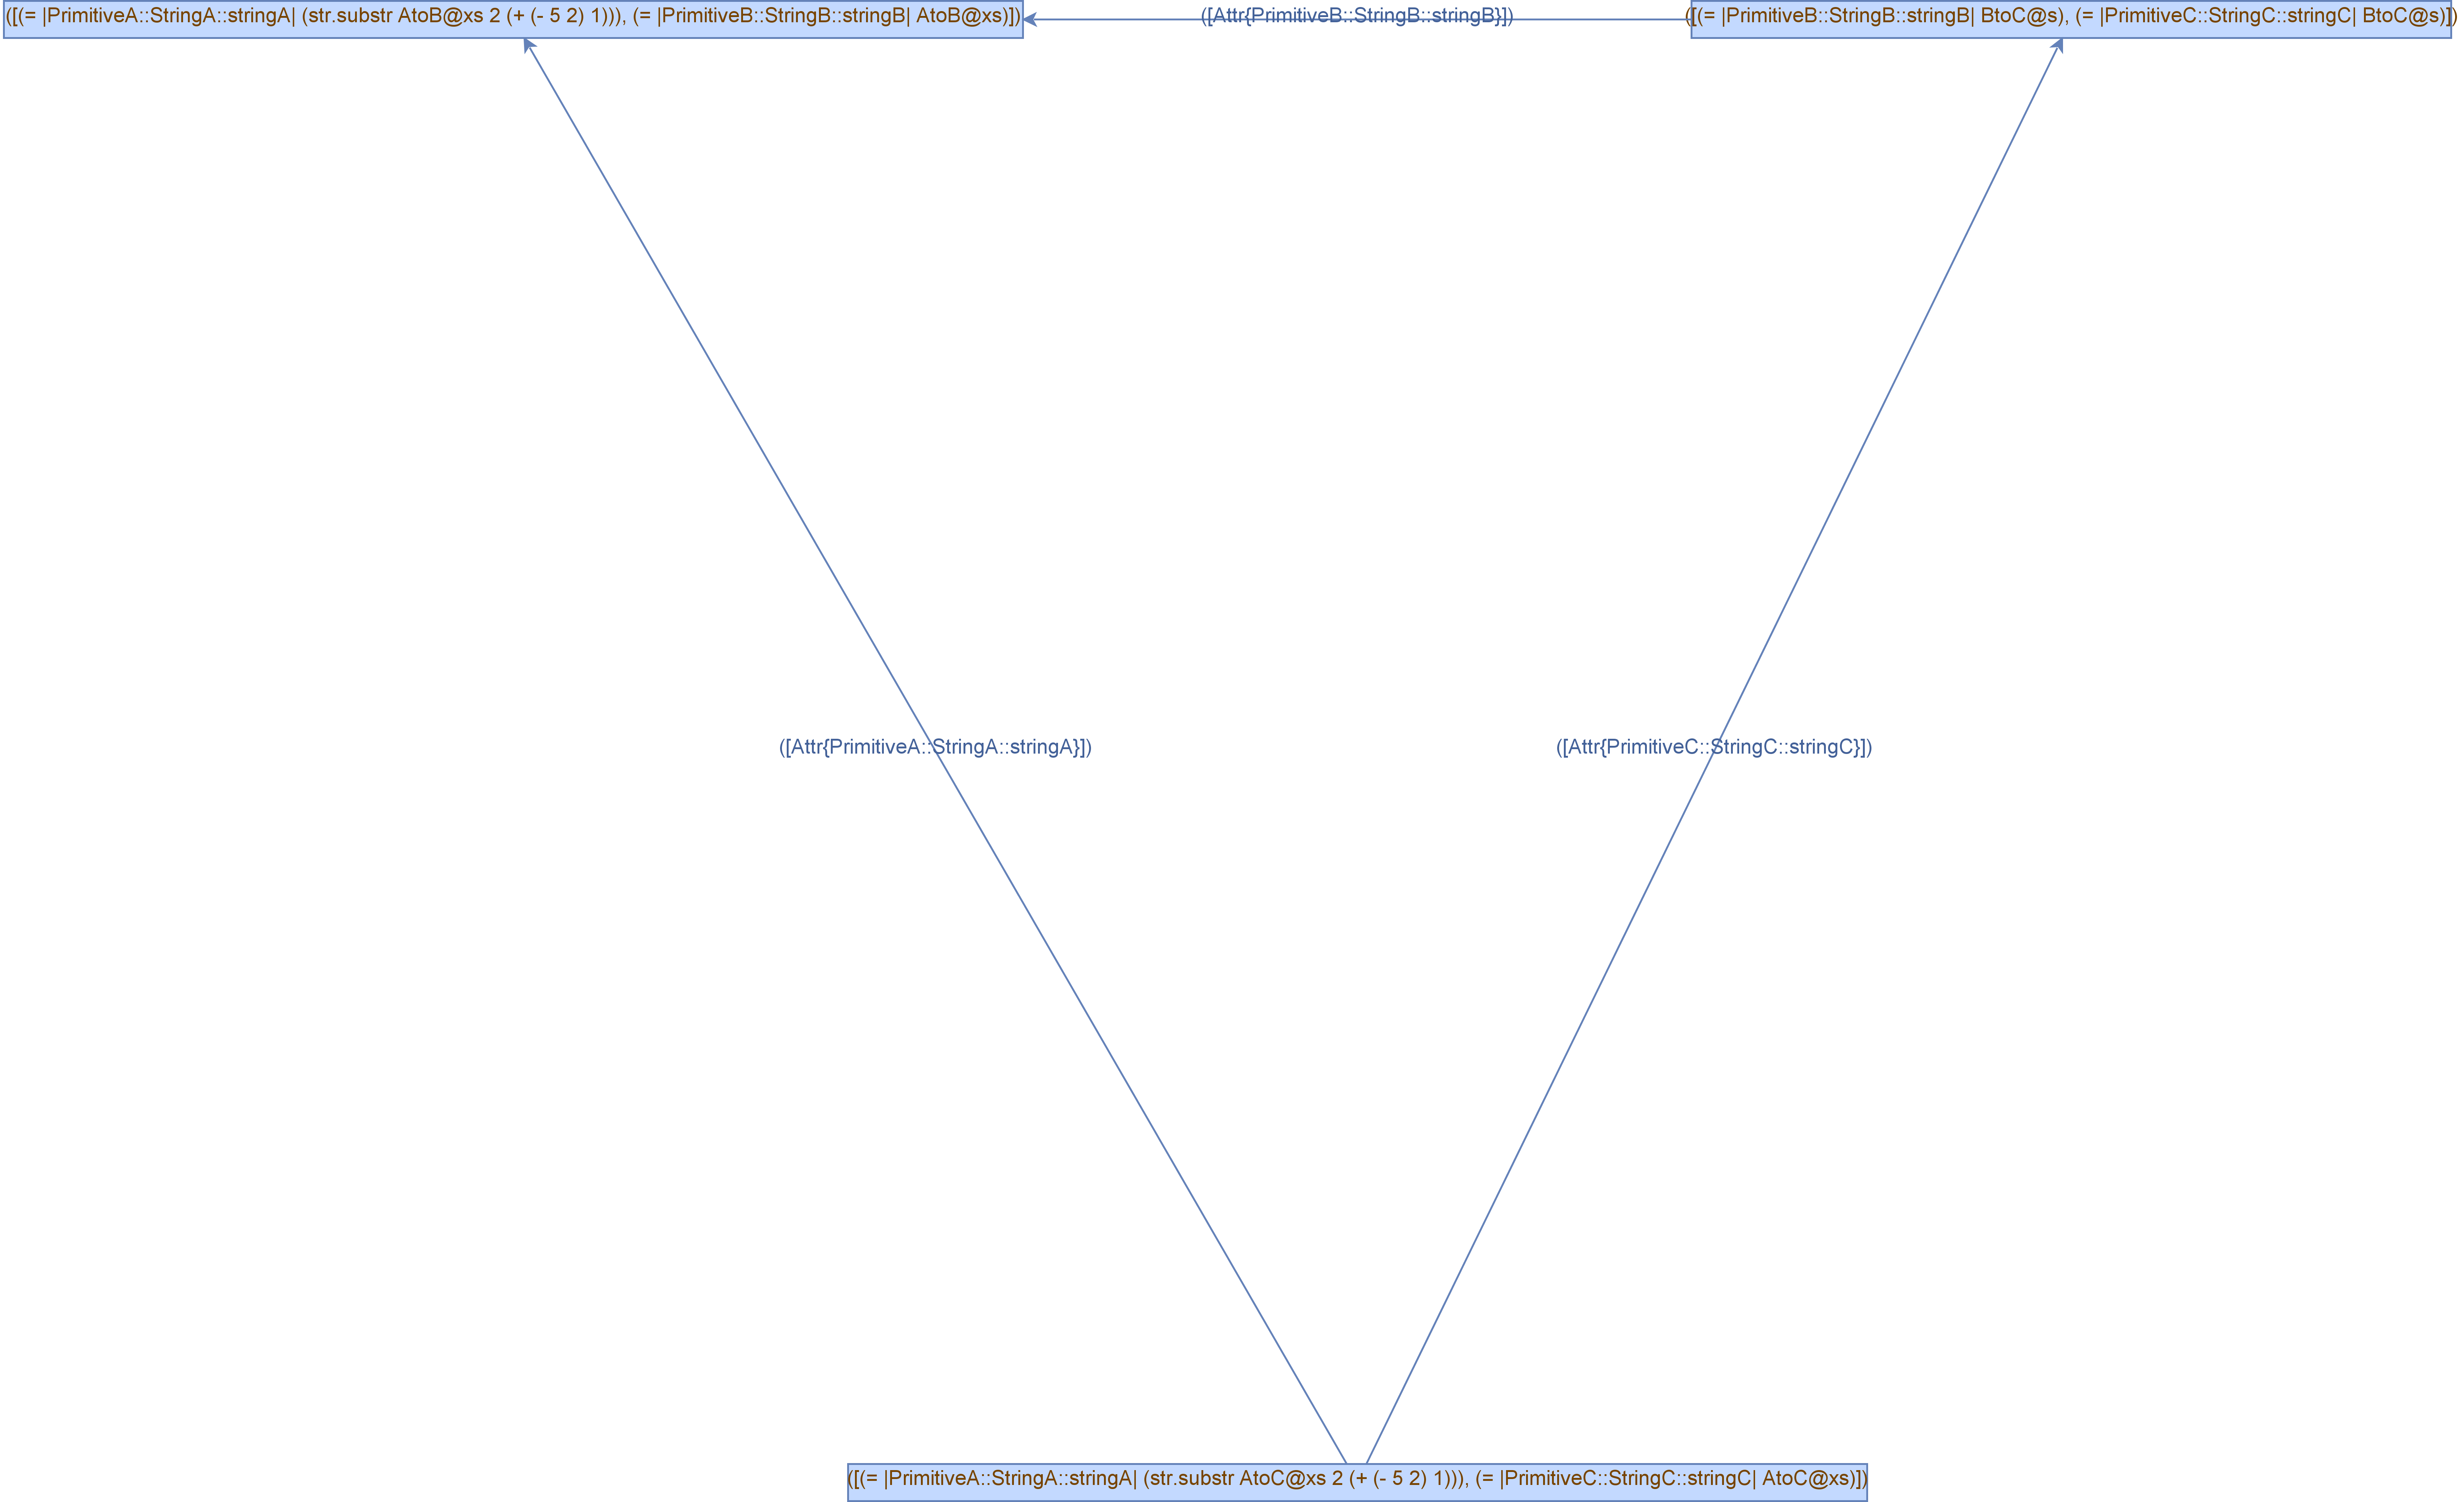 ([(= |PrimitiveA::StringA::stringA| (str.substr AtoB@xs 2 (+ (- 5 2) 1))), (= |PrimitiveB::StringB::stringB| AtoB@xs)])
([Attr{PrimitiveB::StringB::stringB}])
([(= |PrimitiveB::StringB::stringB| BtoC@s), (= |PrimitiveC::StringC::stringC| BtoC@s)])
([Attr{PrimitiveA::StringA::stringA}])
([Attr{PrimitiveC::StringC::stringC}])
([(= |PrimitiveA::StringA::stringA| (str.substr AtoC@xs 2 (+ (- 5 2) 1))), (= |PrimitiveC::StringC::stringC| AtoC@xs)])